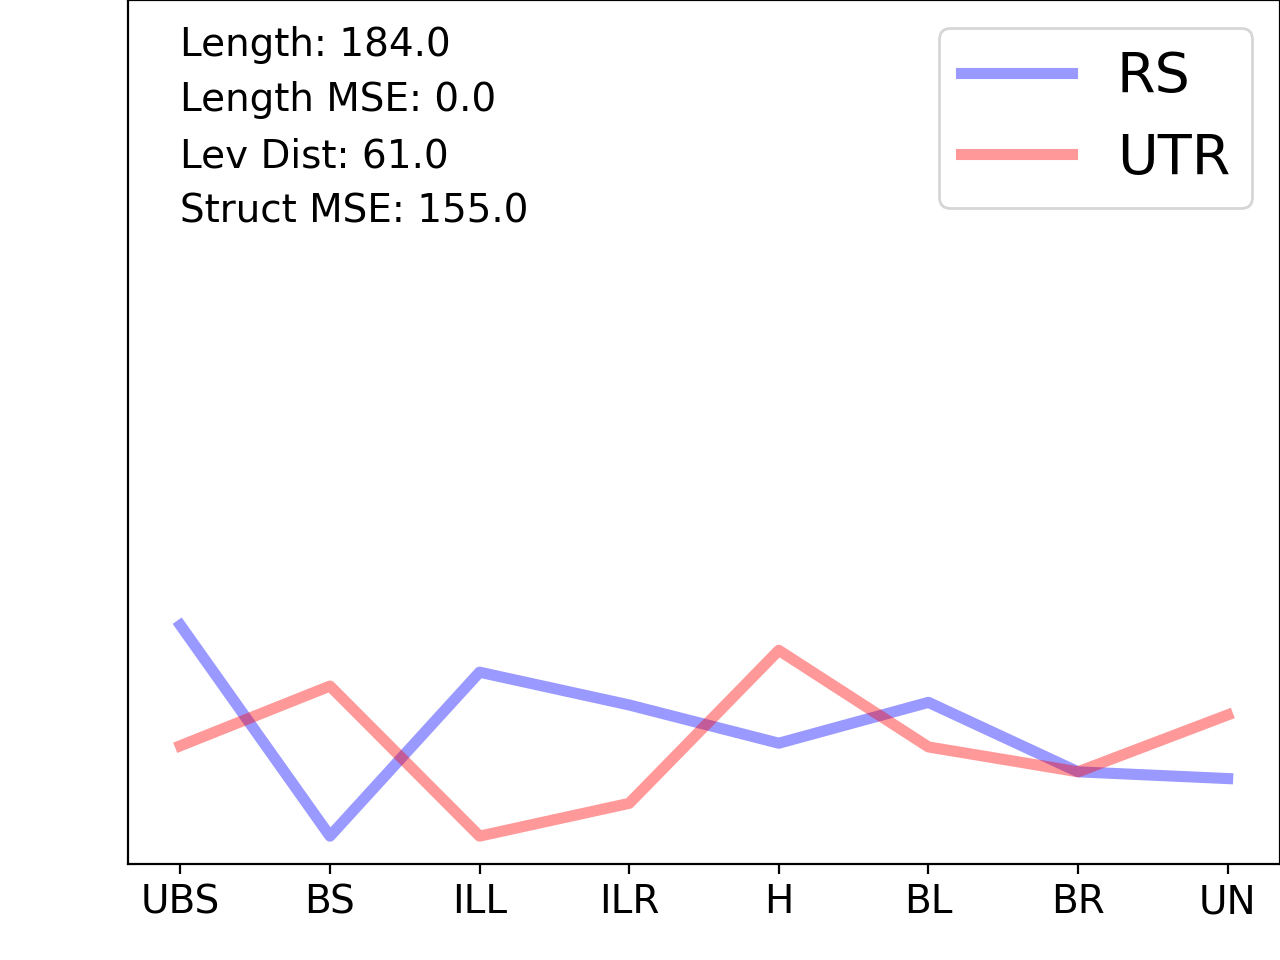 Length: 184.0
Length MSE: 0.0
Lev Dist: 61.0
Struct MSE: 155.0
RS
UTR
UBS BS ILL ILR H BL BR UN